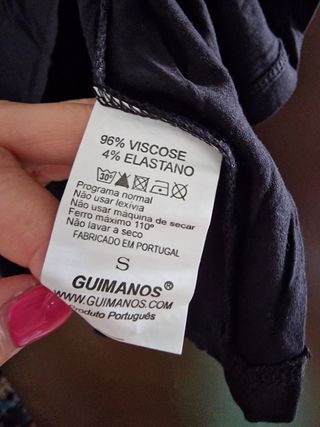 96% VISCOSE
4% ELASTANO
30°
Programa normal
Não usar lexivia
Não usar maquina de secar
Ferro máximo 110º
Não lavar a seco
FABRICADO EM PORTUGAL
S
GUIMANOS®
www.GUIMANOS.COM
Produto Português